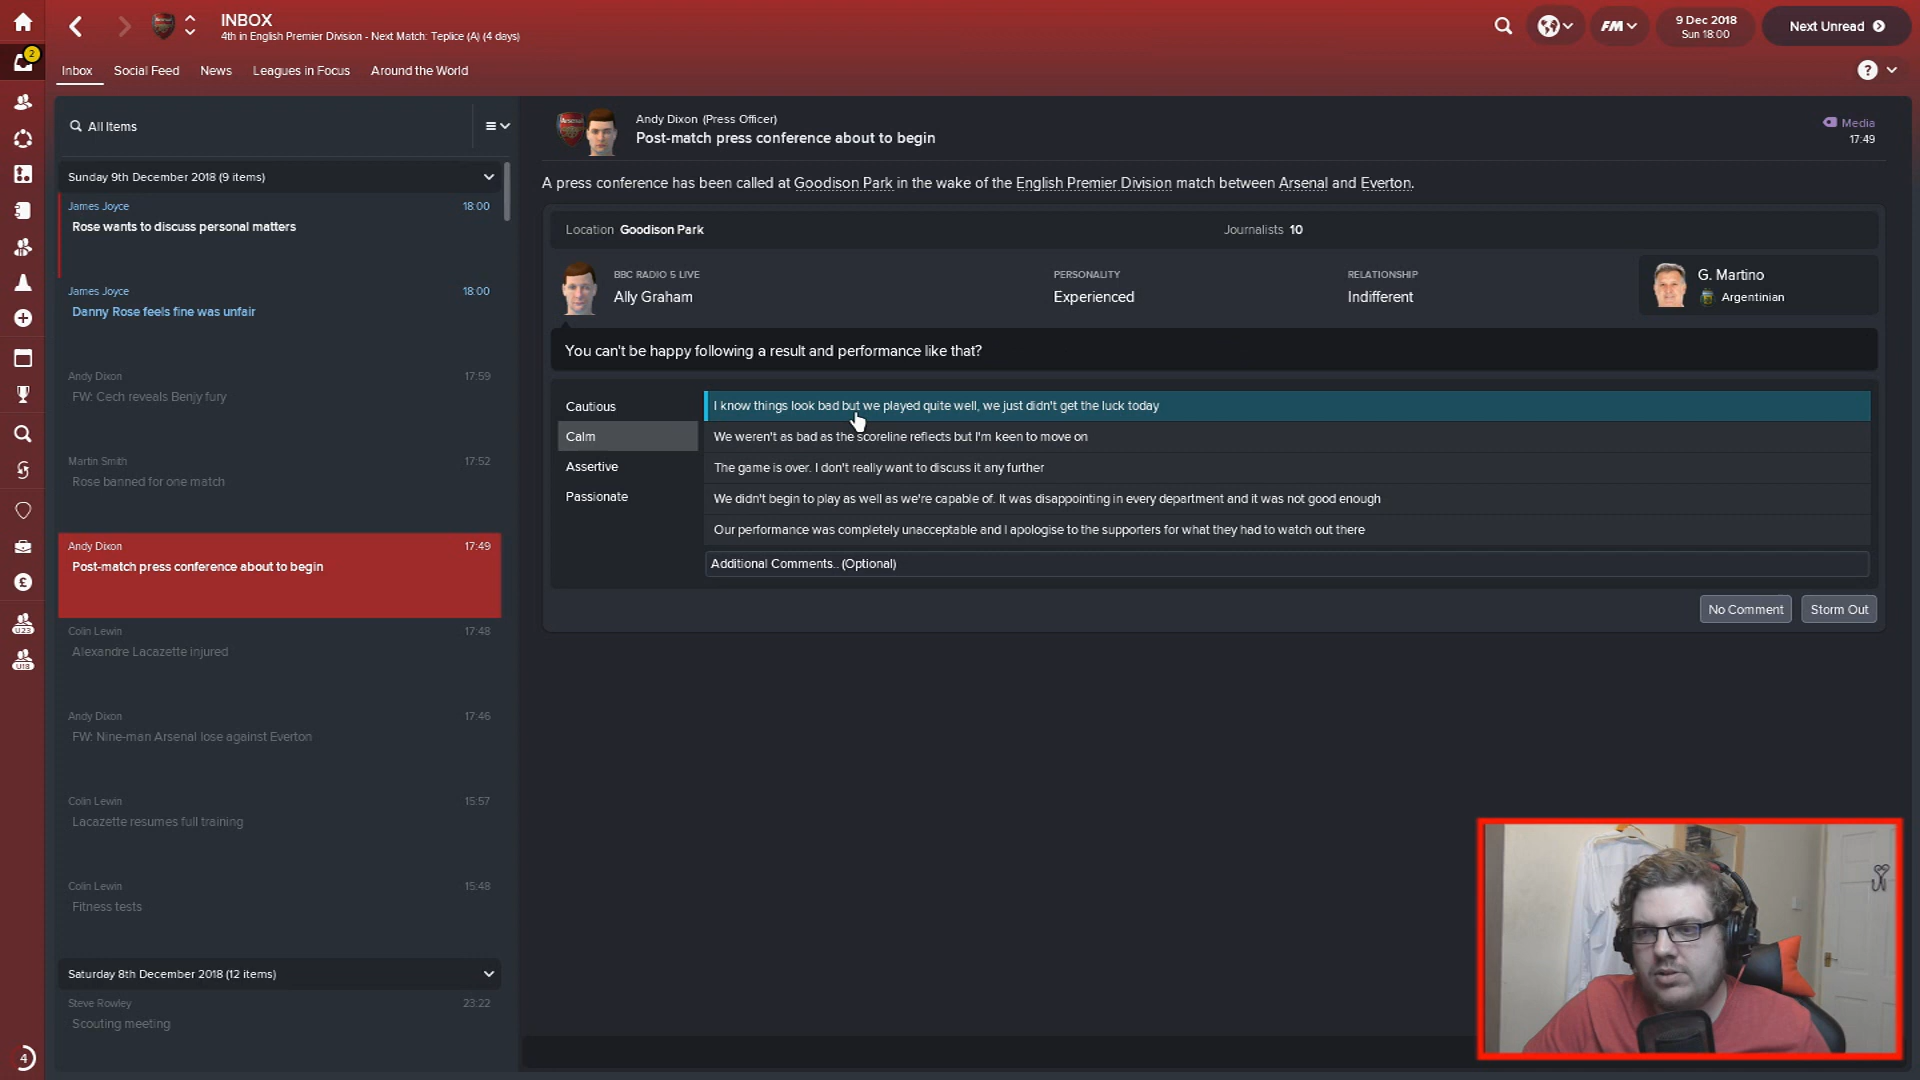 INBOX
4th in English Premier Division - Next Match: Teplice (A) (4 days)
FM
9 Dec 2018
Sun 18:00
Next Unread
2
Inbox
Social Feed
News
Leagues in Focus
Around the World
?
All Items
Sunday 9th December 2018 (9 items)
James Joyce
18:00
Rose wants to discuss personal matters
James Joyce
18:00
Danny Rose feels fine was unfair
Andy Dixon
17:59
FW: Cech reveals Benjy fury
Martin Smith
17:52
Rose banned for one match
Andy Dixon
17:49
Post-match press conference about to begin
Colin Lewin
17:48
Alexandre Lacazette injured
Andy Dixon
17:46
FW: Nine-man Arsenal lose against Everton
Colin Lewin
15:57
Lacazette resumes full training
Colin Lewin
15:48
Fitness tests
Saturday 8th December 2018 (12 items)
Steve Rowley
23:22
Scouting meeting
U23
U18
4
Arsenal
Andy Dixon (Press Officer)
Post-match press conference about to begin
Media
17:49
A press conference has been called at Goodison Park in the wake of the English Premier Division match between Arsenal and Everton.
Location Goodison Park
Journalists 10
BBC RADIO 5 LIVE
Ally Graham
PERSONALITY
Experienced
RELATIONSHIP
Indifferent
G. Martino
Argentinian
You can't be happy following a result and performance like that?
Cautious
Calm
Assertive
Passionate
I know things look bad but we played quite well, we just didn't get the luck today
We weren't as bad as the scoreline reflects but I'm keen to move on
The game is over. I don't really want to discuss it any further
We didn't begin to play as well as we're capable of. It was disappointing in every department and it was not good enough
Our performance was completely unacceptable and I apologise to the supporters for what they had to watch out there
Additional Comments.. (Optional)
No Comment
Storm Out